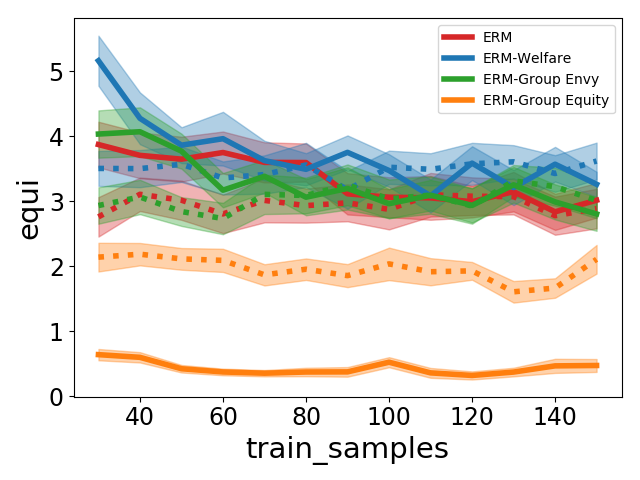 ERM
ERM-Welfare
ERM-Group Envy
ERM-Group Equity
equi
5
4
3
2
1
0
40 60 80 100 120 140
train_samples